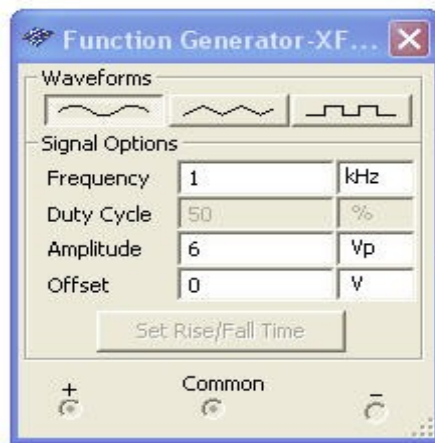 Function Generator-XF...
Waveforms
Signal Options
Frequency 1 kHz
Duty Cycle 50 %
Amplitude 6 Vp
Offset 0 V
Set Rise/Fall Time
+ Common -